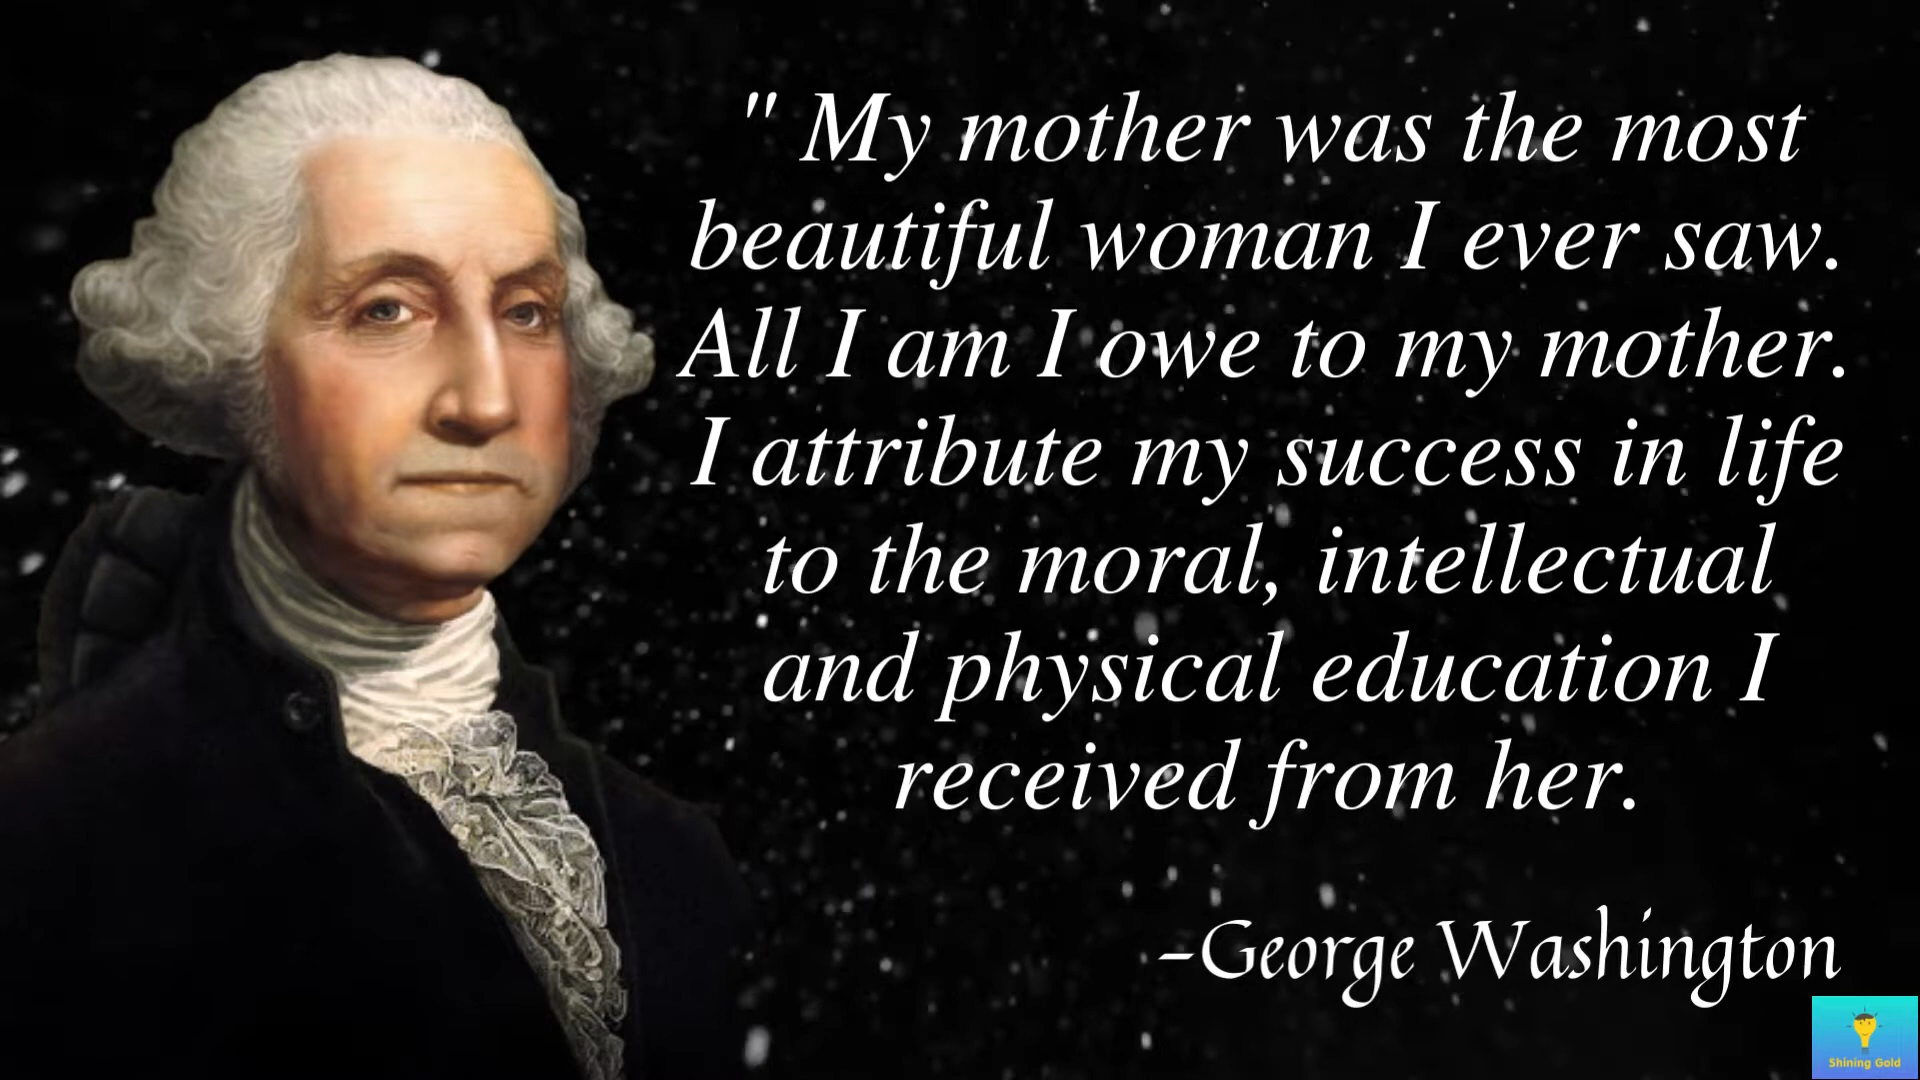 " My mother was the most
beautiful woman I ever saw.
All I am I owe to my mother.
I attribute my success in life
to the moral, intellectual
and physical education I
received from her.
-George Washington
Shining Gold